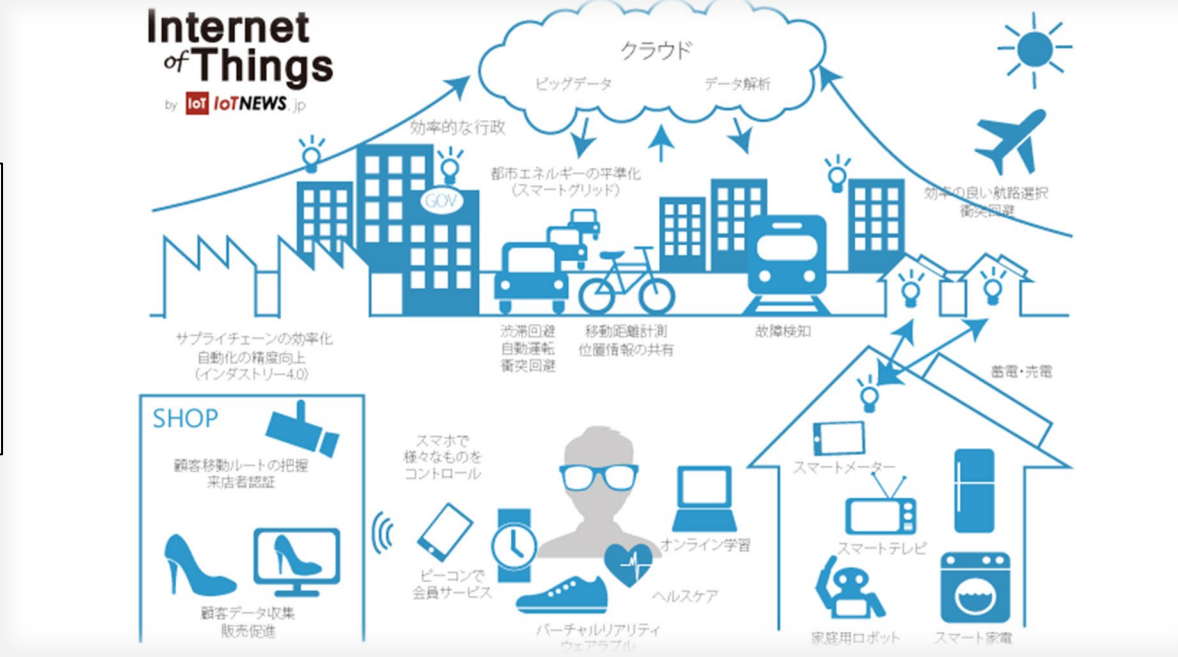 Internet
of Things
by IoT IoTNEWS.jp
クラウド
ビッグデータ
データ解析
効率的な行政
都市エネルギーの平準化
(スマートグリッド)
GOV
効率の良い航路選択
衝突回避
サプライチェーンの効率化
自動化の精度向上
(インダストリー4.0)
渋滞回避
自動運転
衝突回避
移動距離計測
位置情報の共有
故障検知
蓄電・売電
SHOP
顧客移動ルートの把握
来店者認証
顧客データ収集
販売促進
スマホで
様々なものを
コントロール
ビーコンで
会員サービス
オンライン学習
ヘルスケア
バーチャルリアリティ
ウェアラブル
スマートメーター
スマートテレビ
家庭用ロボット
スマート家電